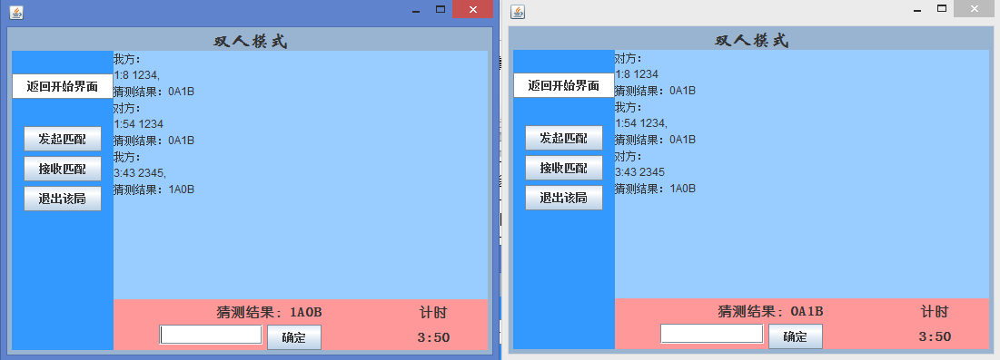 双人模式
返回开始界面
发起匹配
接收匹配
退出该局
我方：
1:8 1234,
猜测结果：0A1B
对方：
1:54 1234
猜测结果：0A1B
我方：
3:43 2345,
猜测结果：1A0B
猜测结果: 1A0B
计时
确定
3:50
双人模式
返回开始界面
发起匹配
接收匹配
退出该局
对方：
1:8 1234
猜测结果：0A1B
我方：
1:54 1234,
猜测结果：0A1B
对方：
3:43 2345
猜测结果：1A0B
猜测结果: 0A1B
计时
确定
3:50